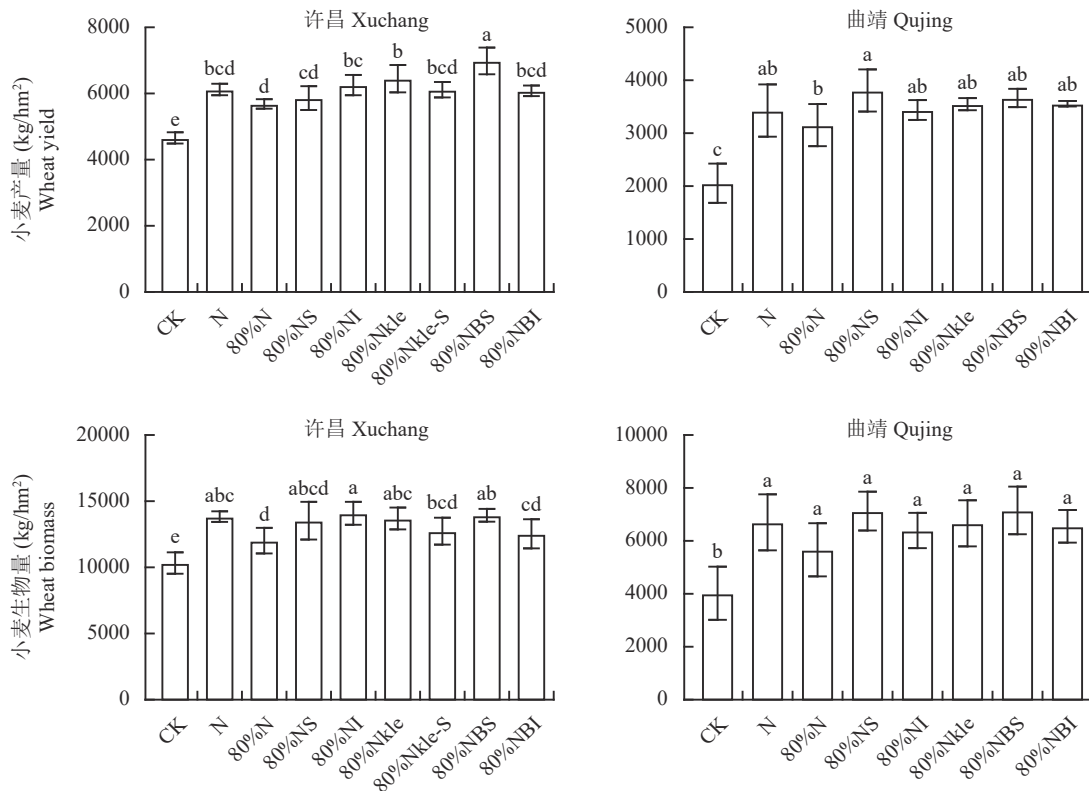 许昌 Xuchang
小麦产量 (kg/hm²)
Wheat yield
8000
6000
4000
2000
0
e
bcd
d
cd
bc
b
bcd
a
bcd
CK
N
80%N
80%NS
80%NI
80%Nkle
80%Nkle-S
80%NBS
80%NBI
曲靖 Qujing
5000
4000
3000
2000
1000
0
c
ab
b
a
ab
ab
ab
ab
CK
N
80%N
80%NS
80%NI
80%Nkle
80%NBS
80%NBI
许昌 Xuchang
小麦生物量 (kg/hm²)
Wheat biomass
20000
15000
10000
5000
0
e
abc
d
abcd
a
abc
bcd
ab
cd
CK
N
80%N
80%NS
80%NI
80%Nkle
80%Nkle-S
80%NBS
80%NBI
曲靖 Qujing
10000
8000
6000
4000
2000
0
b
a
a
a
a
a
a
a
CK
N
80%N
80%NS
80%NI
80%Nkle
80%NBS
80%NBI